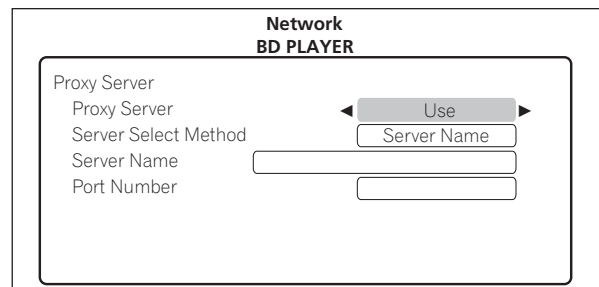 Network
BD PLAYER
Proxy Server
Proxy Server ◄ Use ►
Server Select Method Server Name
Server Name
Port Number